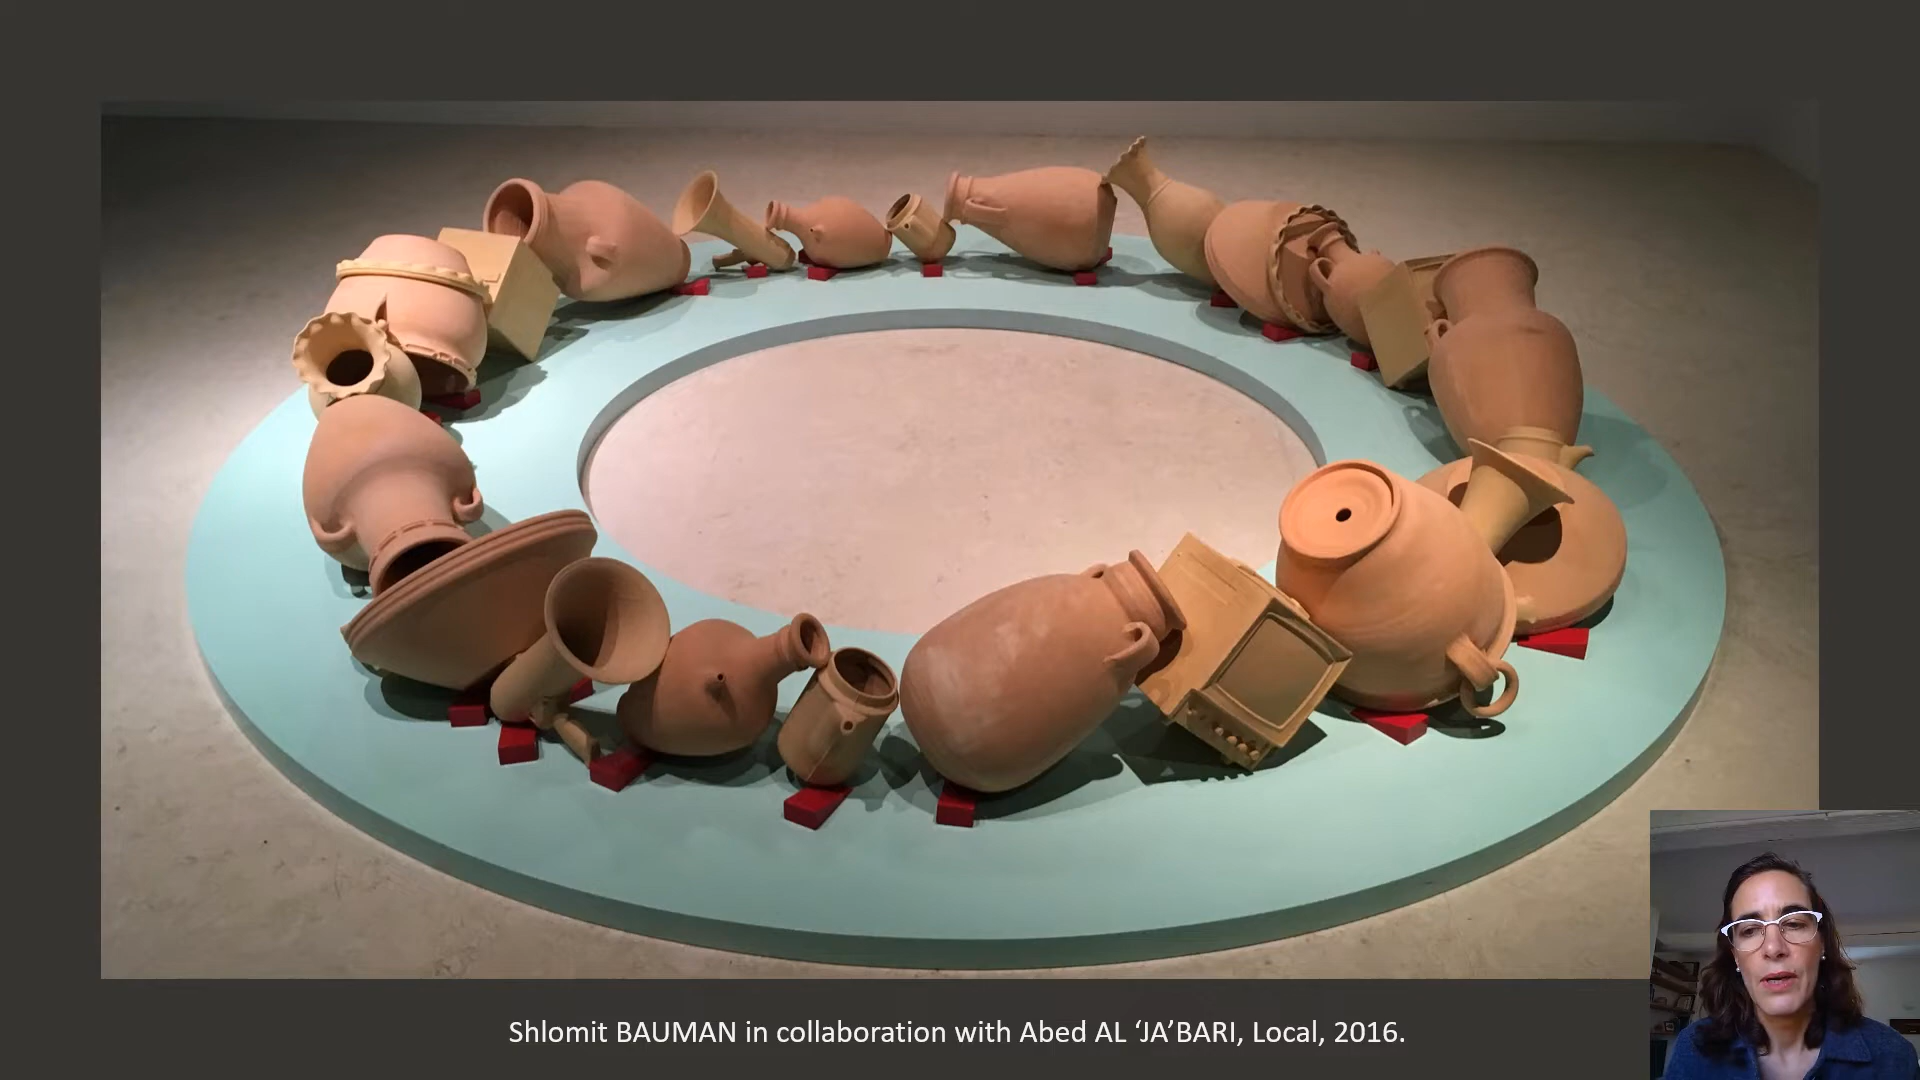 Shlomit BAUMAN in collaboration with Abed AL ‘JA’BARI, Local, 2016.